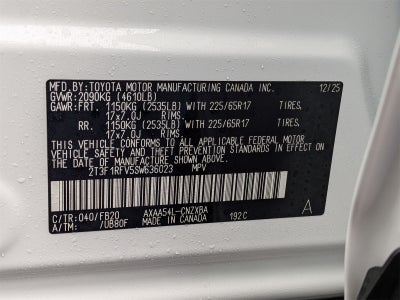 MFD.BY:TOYOTA MOTOR MANUFACTURING CANADA INC. 12/25
GVWR:2090KG (4610LB)
GAWR:FRT. 1150KG (2535LB) WITH 225/65R17 TIRES,
17x7.0J RIMS,
RR. 1150KG (2535LB) WITH 225/65R17 TIRES,
17x7.0J RIMS,
THIS VEHICLE CONFORMS TO ALL APPLICABLE FEDERAL MOTOR
VEHICLE SAFETY, BUMPER, AND THEFT PREVENTION STANDARDS
IN EFFECT ON THE DATE OF MANUFACTURE SHOWN ABOVE.
2T3F1RFV5SW636023 MPV
C/TR:040/FB20 AXAA54L-CNZXBA 192C
A/TM: /UB80F MADE IN CANADA A